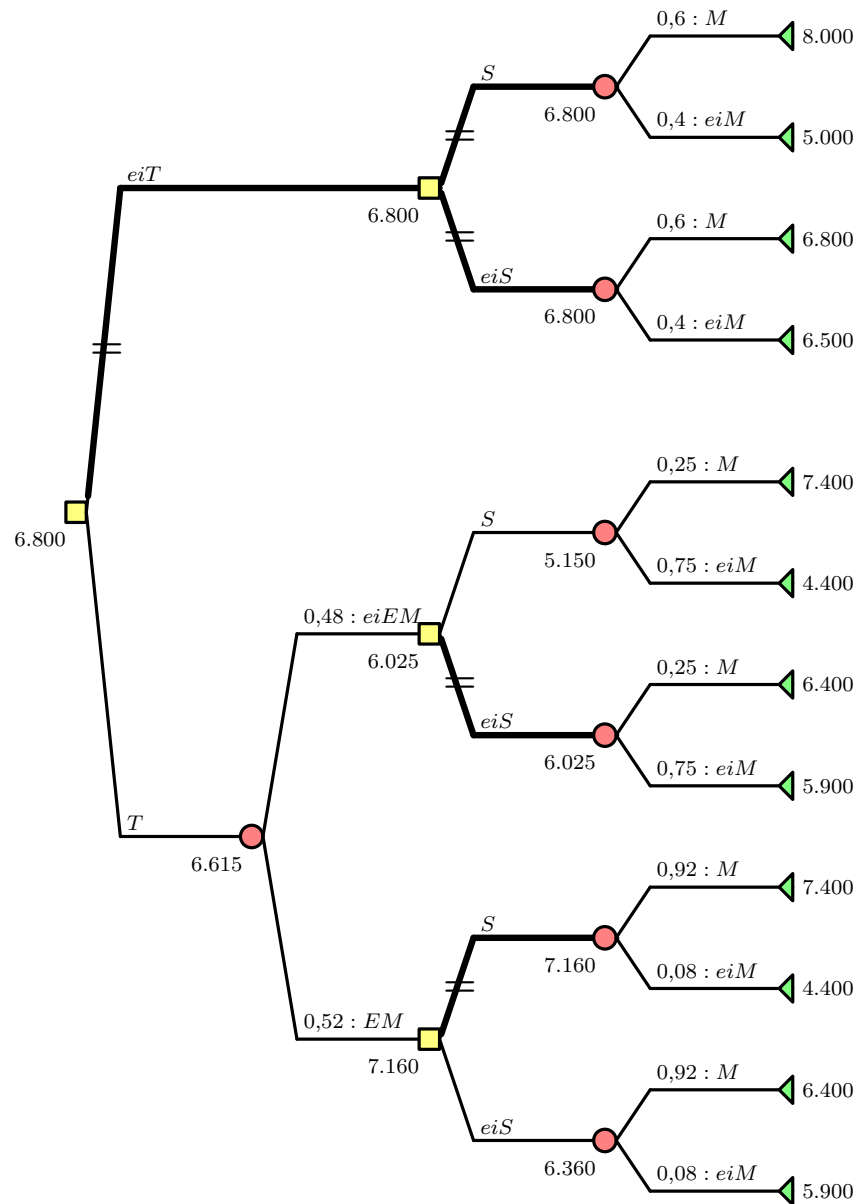 0,6 : M
8.000
S
6.800
0,4 : eiM
5.000
eiT
6.800
0,6 : M
6.800
eiS
6.800
0,4 : eiM
6.500
6.800
0,25 : M
7.400
S
5.150
0,75 : eiM
4.400
0,48 : eiEM
6.025
0,25 : M
6.400
eiS
6.025
0,75 : eiM
5.900
T
6.615
0,92 : M
7.400
S
7.160
0,08 : eiM
4.400
0,52 : EM
7.160
0,92 : M
6.400
eiS
6.360
0,08 : eiM
5.900